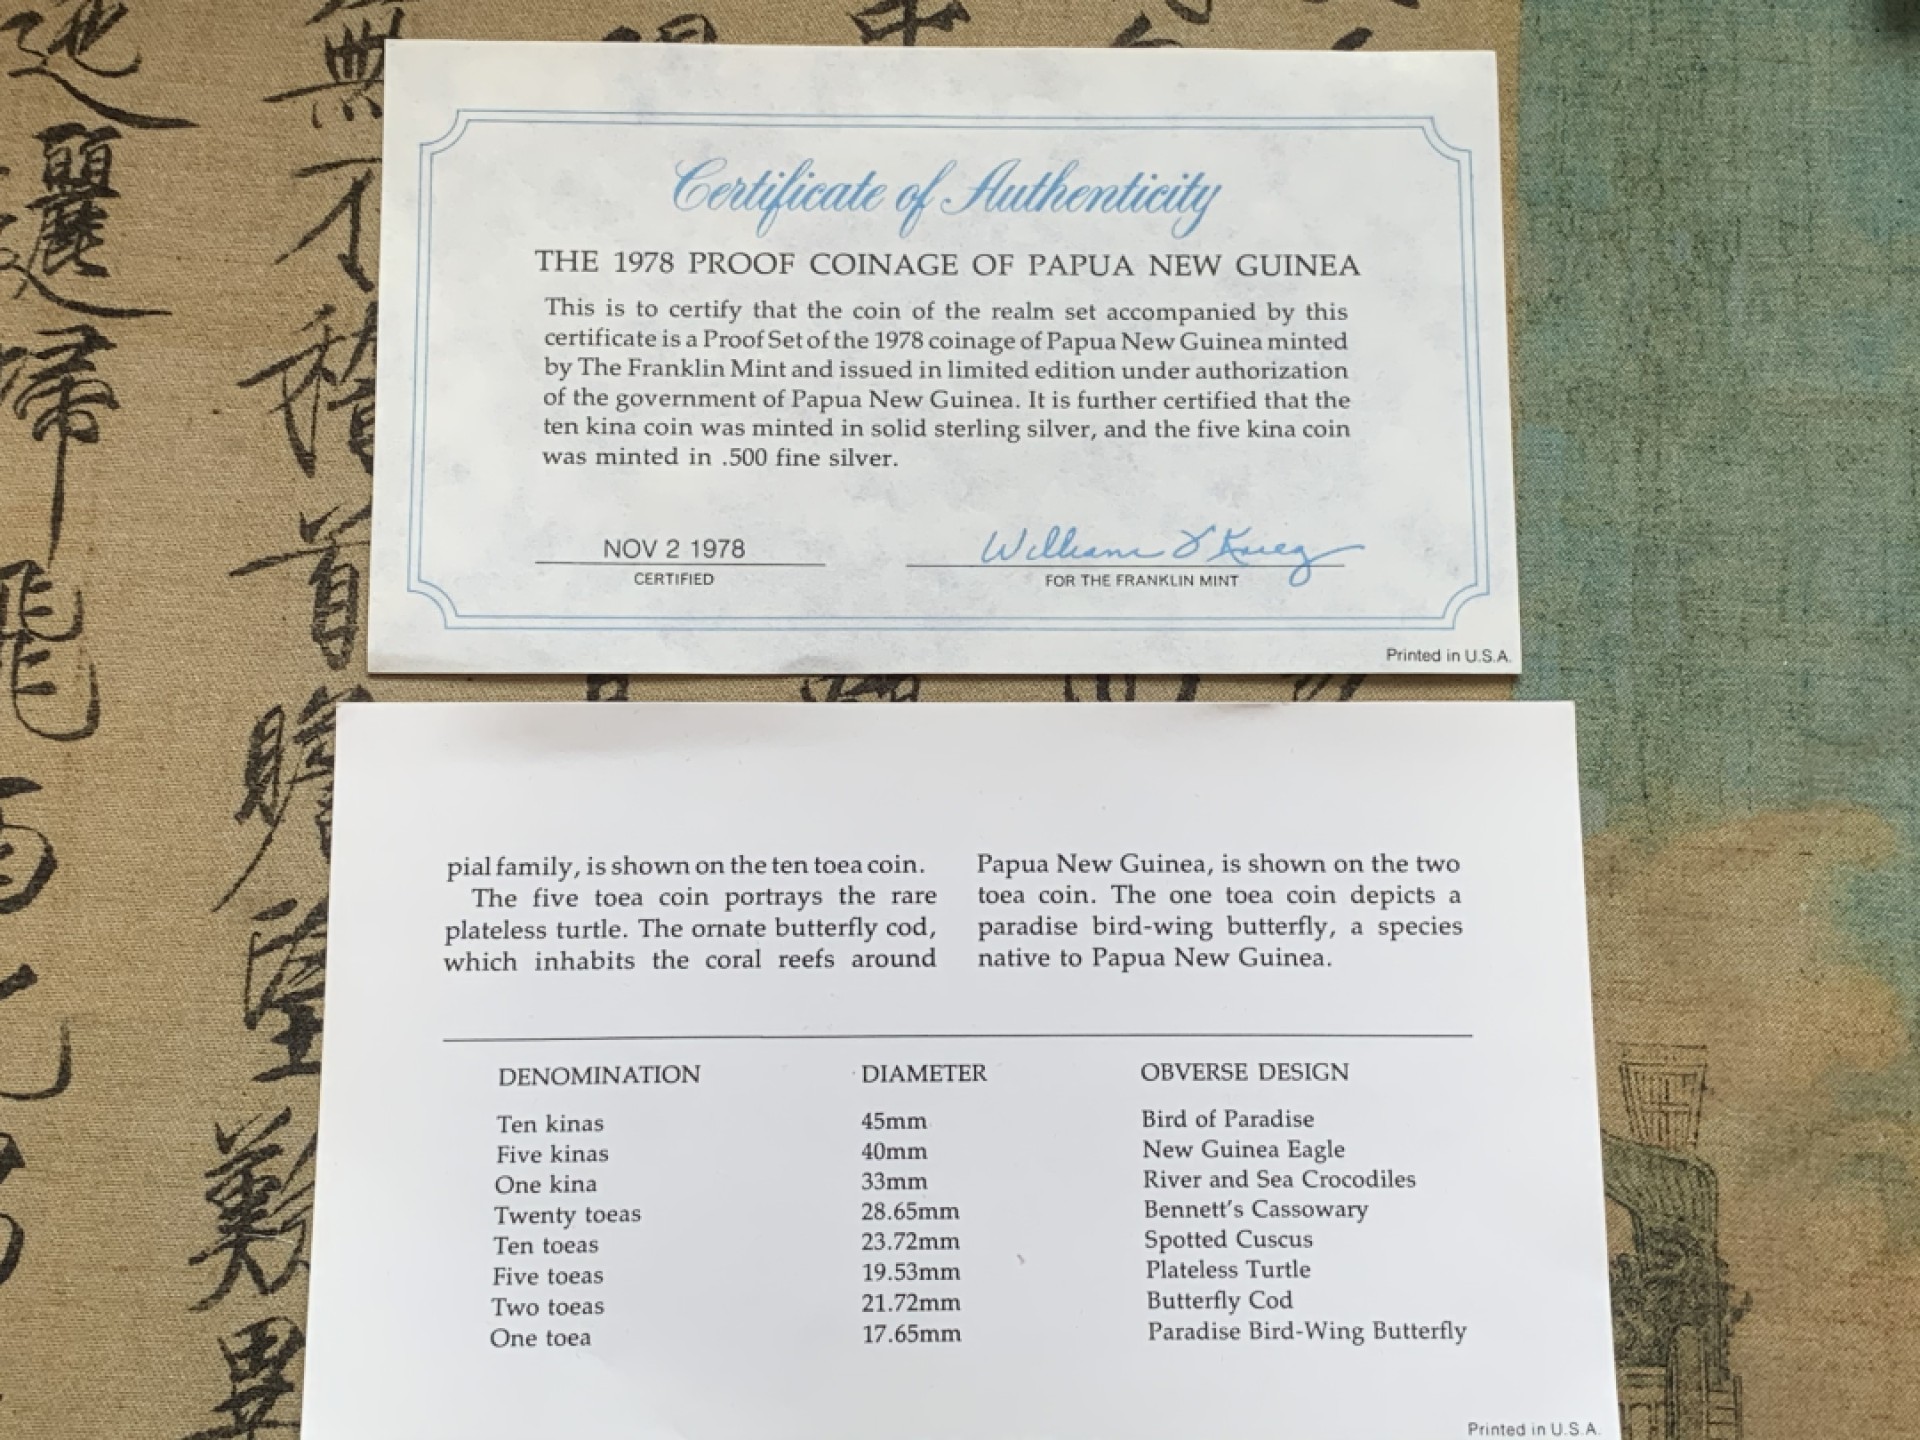 Certificate of Authenticity
THE 1978 PROOF COINAGE OF PAPUA NEW GUINEA
This is to certify that the coin of the realm set accompanied by this
certificate is a Proof Set of the 1978 coinage of Papua New Guinea minted
by The Franklin Mint and issued in limited edition under authorization
of the government of Papua New Guinea. It is further certified that the
ten kina coin was minted in solid sterling silver, and the five kina coin
was minted in .500 fine silver.
NOV 2 1978
CERTIFIED
William
FOR THE FRANKLIN MINT
Printed in U.S.A.
pial family, is shown on the ten toea coin.
The five toea coin portrays the rare
plateless turtle. The ornate butterfly cod,
which inhabits the coral reefs around
Papua New Guinea, is shown on the two
toea coin. The one toea coin depicts a
paradise bird-wing butterfly, a species
native to Papua New Guinea.
DENOMINATION DIAMETER OBVERSE DESIGN
Ten kinas 45mm Bird of Paradise
Five kinas 40mm New Guinea Eagle
One kina 33mm River and Sea Crocodiles
Twenty toeas 28.65mm Bennett's Cassowary
Ten toeas 23.72mm Spotted Cuscus
Five toeas 19.53mm Plateless Turtle
Two toeas 21.72mm Butterfly Cod
One toea 17.65mm Paradise Bird-Wing Butterfly
Printed in U.S.A.
無不稽首瞻望